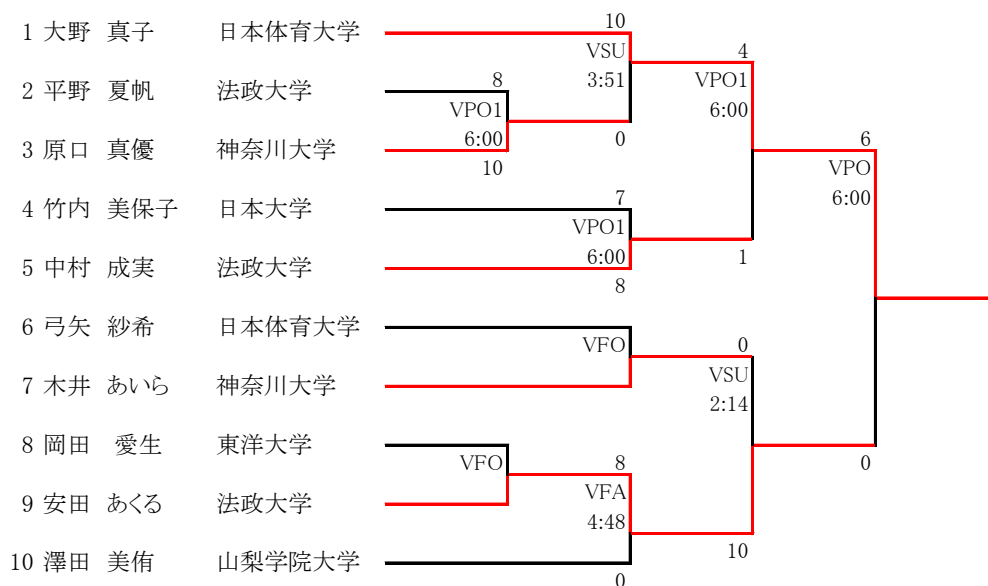 10
1 大野 真子 日本体育大学
VSU 4
3:51 VPO1
8
2 平野 夏帆 法政大学
VPO1 6:00
6:00 0 6
3 原口 真優 神奈川大学
10 VPO
7 6:00
4 竹内 美保子 日本大学
VPO1
6:00 1
5 中村 成実 法政大学
8
6 弓矢 紗希 日本体育大学
VFO 0
VSU
7 木井 あいら 神奈川大学
2:14
8 岡田 愛生 東洋大学
VFO 8 0
VFA
9 安田 あくる 法政大学
4:48
10
10 澤田 美侑 山梨学院大学
0